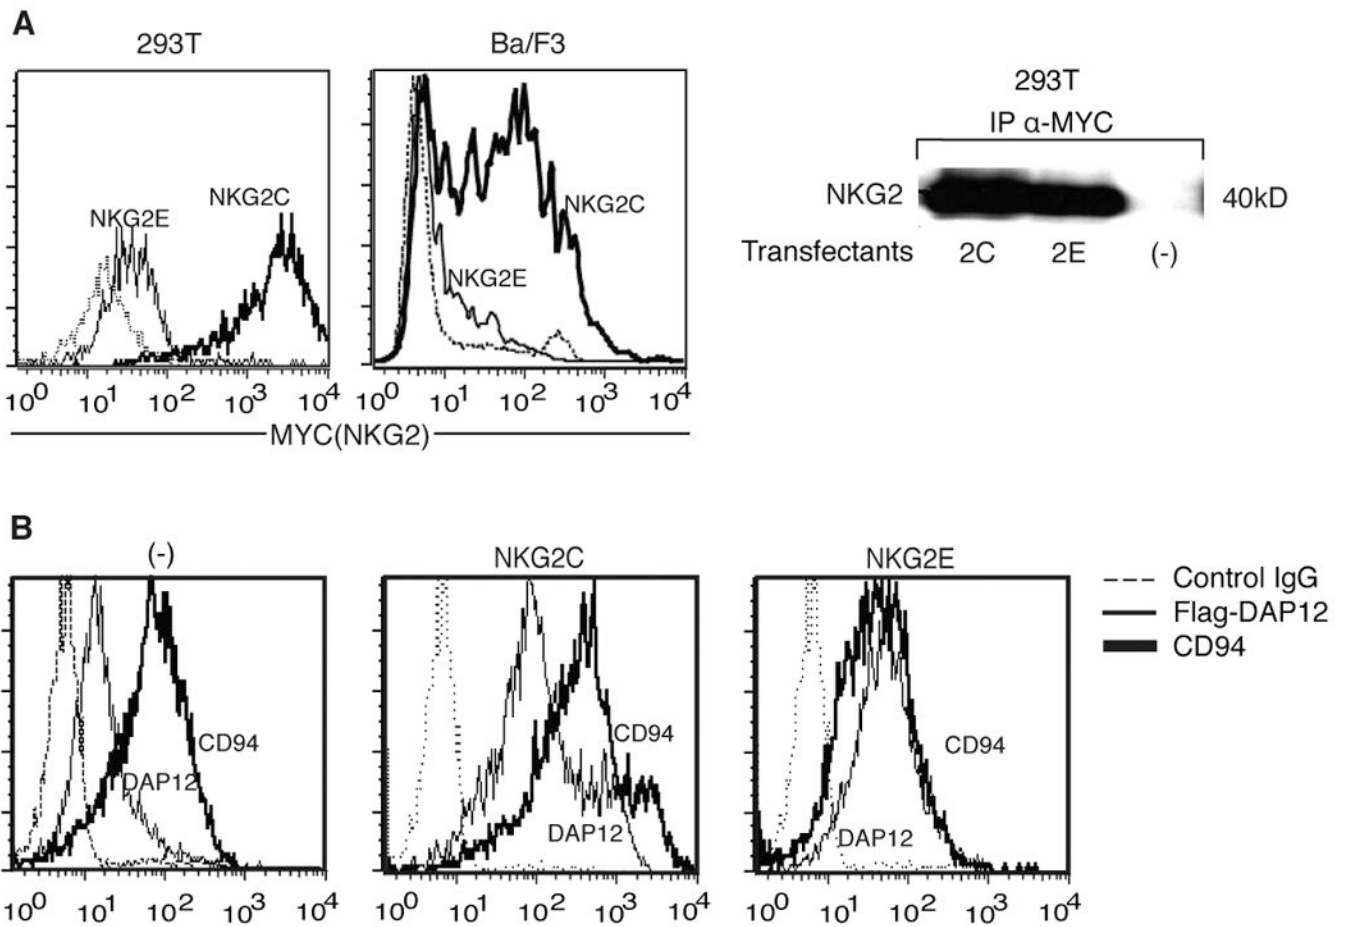 A
293T
Ba/F3
NKG2E
NKG2C
NKG2C
NKG2E
10⁰ 10¹ 10² 10³ 10⁴
10⁰ 10¹ 10² 10³ 10⁴
MYC(NKG2)
293T
IP α-MYC
NKG2
40kD
Transfectants 2C 2E (-)
B
(-)
NKG2C
NKG2E
CD94
DAP12
CD94
DAP12
CD94
DAP12
Control IgG
Flag-DAP12
CD94
10⁰ 10¹ 10² 10³ 10⁴
10⁰ 10¹ 10² 10³ 10⁴
10⁰ 10¹ 10² 10³ 10⁴